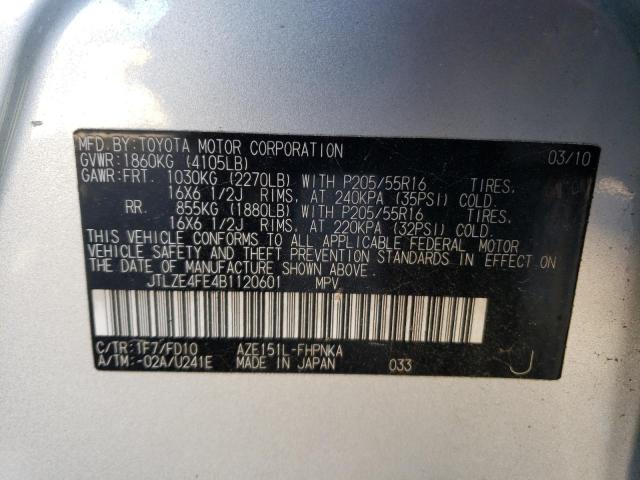 MFD. BY: TOYOTA MOTOR CORPORATION 03/10
GVWR: 1860KG (4105LB)
GAWR: FRT. 1030KG (2270LB) WITH P205/55R16 TIRES,
16X6 1/2J RIMS, AT 240KPA (35PSI) COLD.
RR. 855KG (1880LB) WITH P205/55R16 TIRES,
16X6 1/2J RIMS, AT 220KPA (32PSI) COLD.
THIS VEHICLE CONFORMS TO ALL APPLICABLE FEDERAL MOTOR
VEHICLE SAFETY AND THEFT PREVENTION STANDARDS IN EFFECT
ON THE DATE OF MANUFACTURE SHOWN ABOVE.
JTLZE4FE4B1120601 MPV
C/TR: 1F7/FD10 AZE151L-FHPNKA
A/TM: -02A/U241E MADE IN JAPAN 033 J